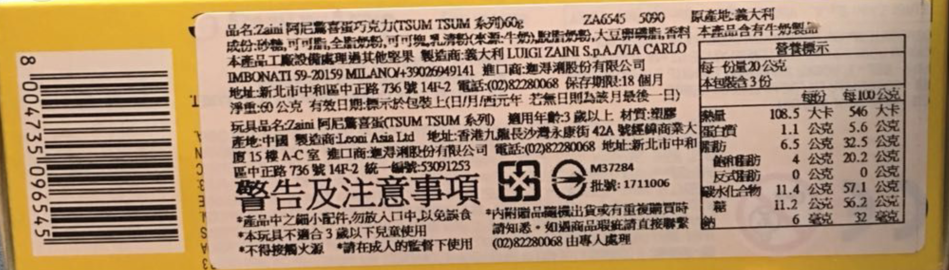 8 004735 096545
品名:Zaini 阿尼驚喜蛋巧克力(TSUM TSUM 系列)60g ZA6545 5090 原產地:義大利
成份:砂糖,可可脂,全脂奶粉,可可塊,乳清粉(來源:牛奶),脫脂奶粉,大豆卵磷脂,香料 本產品含有牛奶製品
本產品工廠設備處理過其他堅果 製造商:義大利 LUIGI ZAINI S.p.A./VIA CARLO
IMBONATI 59-20159 MILANO/+39026949141 進口商:迦淂琍股份有限公司
地址:新北市中和區中正路 736 號 14F-2 電話:(02)82280068 保存期限:18 個月
淨重:60 公克 有效日期:標示於包裝上(日/月/西元年 若無日則為該月最後一日)
玩具品名:Zaini 阿尼驚喜蛋(TSUM TSUM 系列) 適用年齡:3 歲以上 材質:塑膠
產地:中國 製造商:Leoni Asia Ltd 地址:香港九龍長沙灣永康街 42A 號經緯商業大
廈 15 樓 A-C 室 進口商:迦淂琍股份有限公司 電話:(02)82280068 地址:新北市中和
區中正路 736 號 14F-2 統一編號:53091253
警告及注意事項
*產品中之細小配件,勿放入口中,以免誤食
*本玩具不適合 3 歲以下兒童使用
*不得接觸火源 *請在成人的監督下使用
M37284
批號: 1711006
*內附贈品隨機出貨或有重複購買時
請知悉。如遇商品瑕疵請直接聯繫
(02)82280068 由專人處理
營養標示
每一份量20公克
本包裝含3份
每份 每100公克
熱量 108.5 大卡 546 大卡
蛋白質 1.1 公克 5.6 公克
脂肪 6.5 公克 32.5 公克
飽和脂肪 4 公克 20.2 公克
反式脂肪 0 公克 0 公克
碳水化合物 11.4 公克 57.1 公克
糖 11.2 公克 56.2 公克
鈉 6 毫克 32 毫克